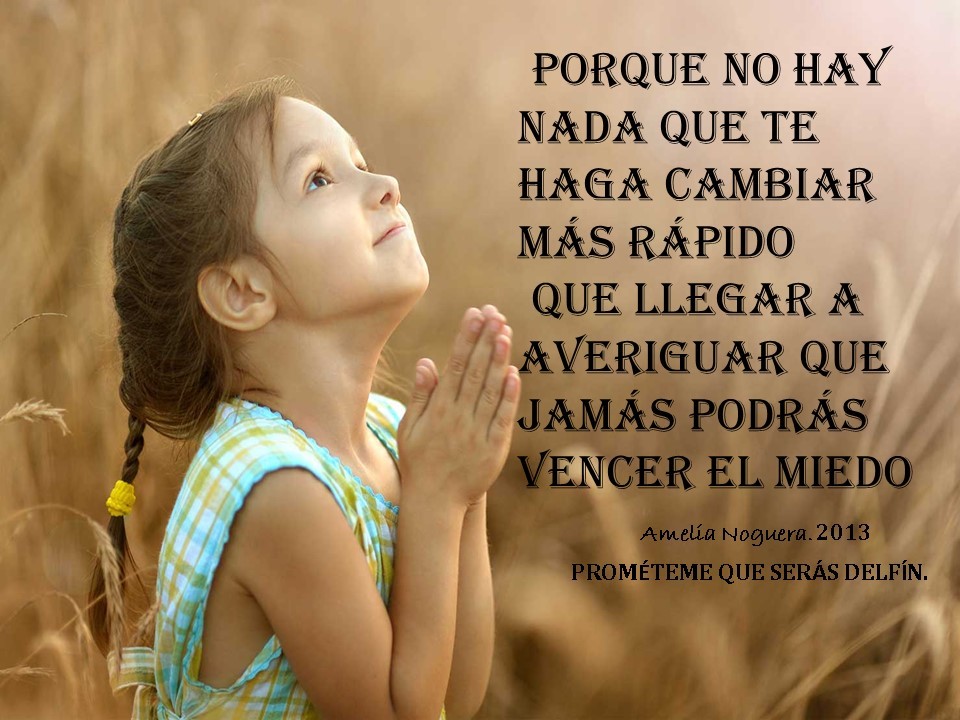 PORQUE NO HAY
NADA QUE TE
HAGA CAMBIAR
MÁS RÁPIDO
QUE LLEGAR A
AVERIGUAR QUE
JAMÁS PODRÁS
VENCER EL MIEDO
Amelia Noguera. 2013
PROMÉTEME QUE SERÁS DELFÍN.